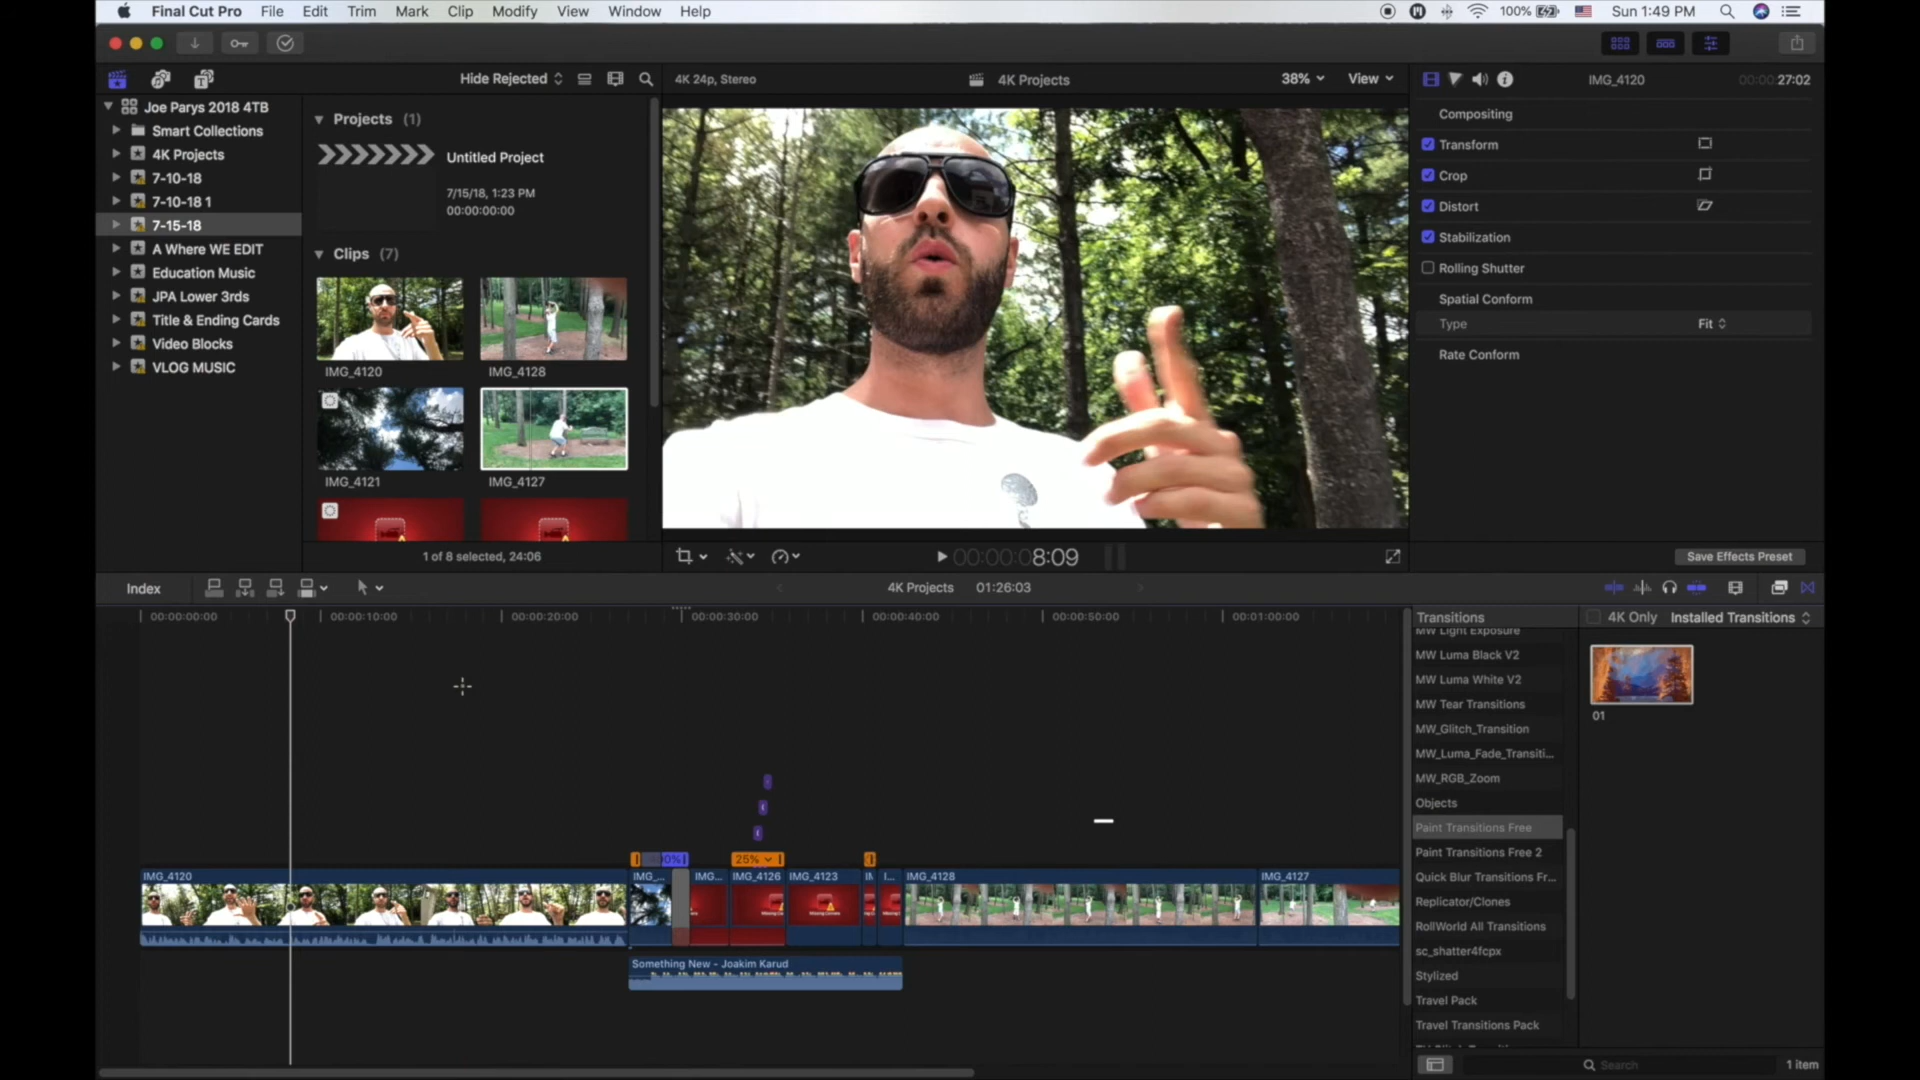 Final Cut Pro File Edit Trim Mark Clip Modify View Window Help
100% Sun 1:49 PM
Hide Rejected
4K 24p, Stereo
4K Projects
38% View
IMG_4120
00:00:27:02
Joe Parys 2018 4TB
Smart Collections
4K Projects
7-10-18
7-10-18 1
7-15-18
A Where WE EDIT
Education Music
JPA Lower 3rds
Title & Ending Cards
Video Blocks
VLOG MUSIC
Projects (1)
Untitled Project
7/15/18, 1:23 PM
00:00:00:00
Clips (7)
IMG_4120
IMG_4128
IMG_4121
IMG_4127
1 of 8 selected, 24:06
00:00:08:09
Compositing
Transform
Crop
Distort
Stabilization
Rolling Shutter
Spatial Conform
Type Fit
Rate Conform
Save Effects Preset
Index
4K Projects 01:26:03
00:00:00:00 00:00:10:00 00:00:20:00 00:00:30:00 00:00:40:00 00:00:50:00 00:01:00:00
25%
IMG_4120
IMG_...
IMG...
IMG_4126
IMG_4123
I...
IMG_4128
IMG_4127
Something New - Joakim Karud
Transitions
4K Only
Installed Transitions
MW Light Exposure
MW Luma Black V2
MW Luma White V2
MW Tear Transitions
MW_Glitch_Transition
MW_Luma_Fade_Transiti...
MW_RGB_Zoom
Objects
Paint Transitions Free
Paint Transitions Free 2
Quick Blur Transitions Fr...
Replicator/Clones
RollWorld All Transitions
sc_shatter4fcpx
Stylized
Travel Pack
Travel Transitions Pack
01
Search
1 item